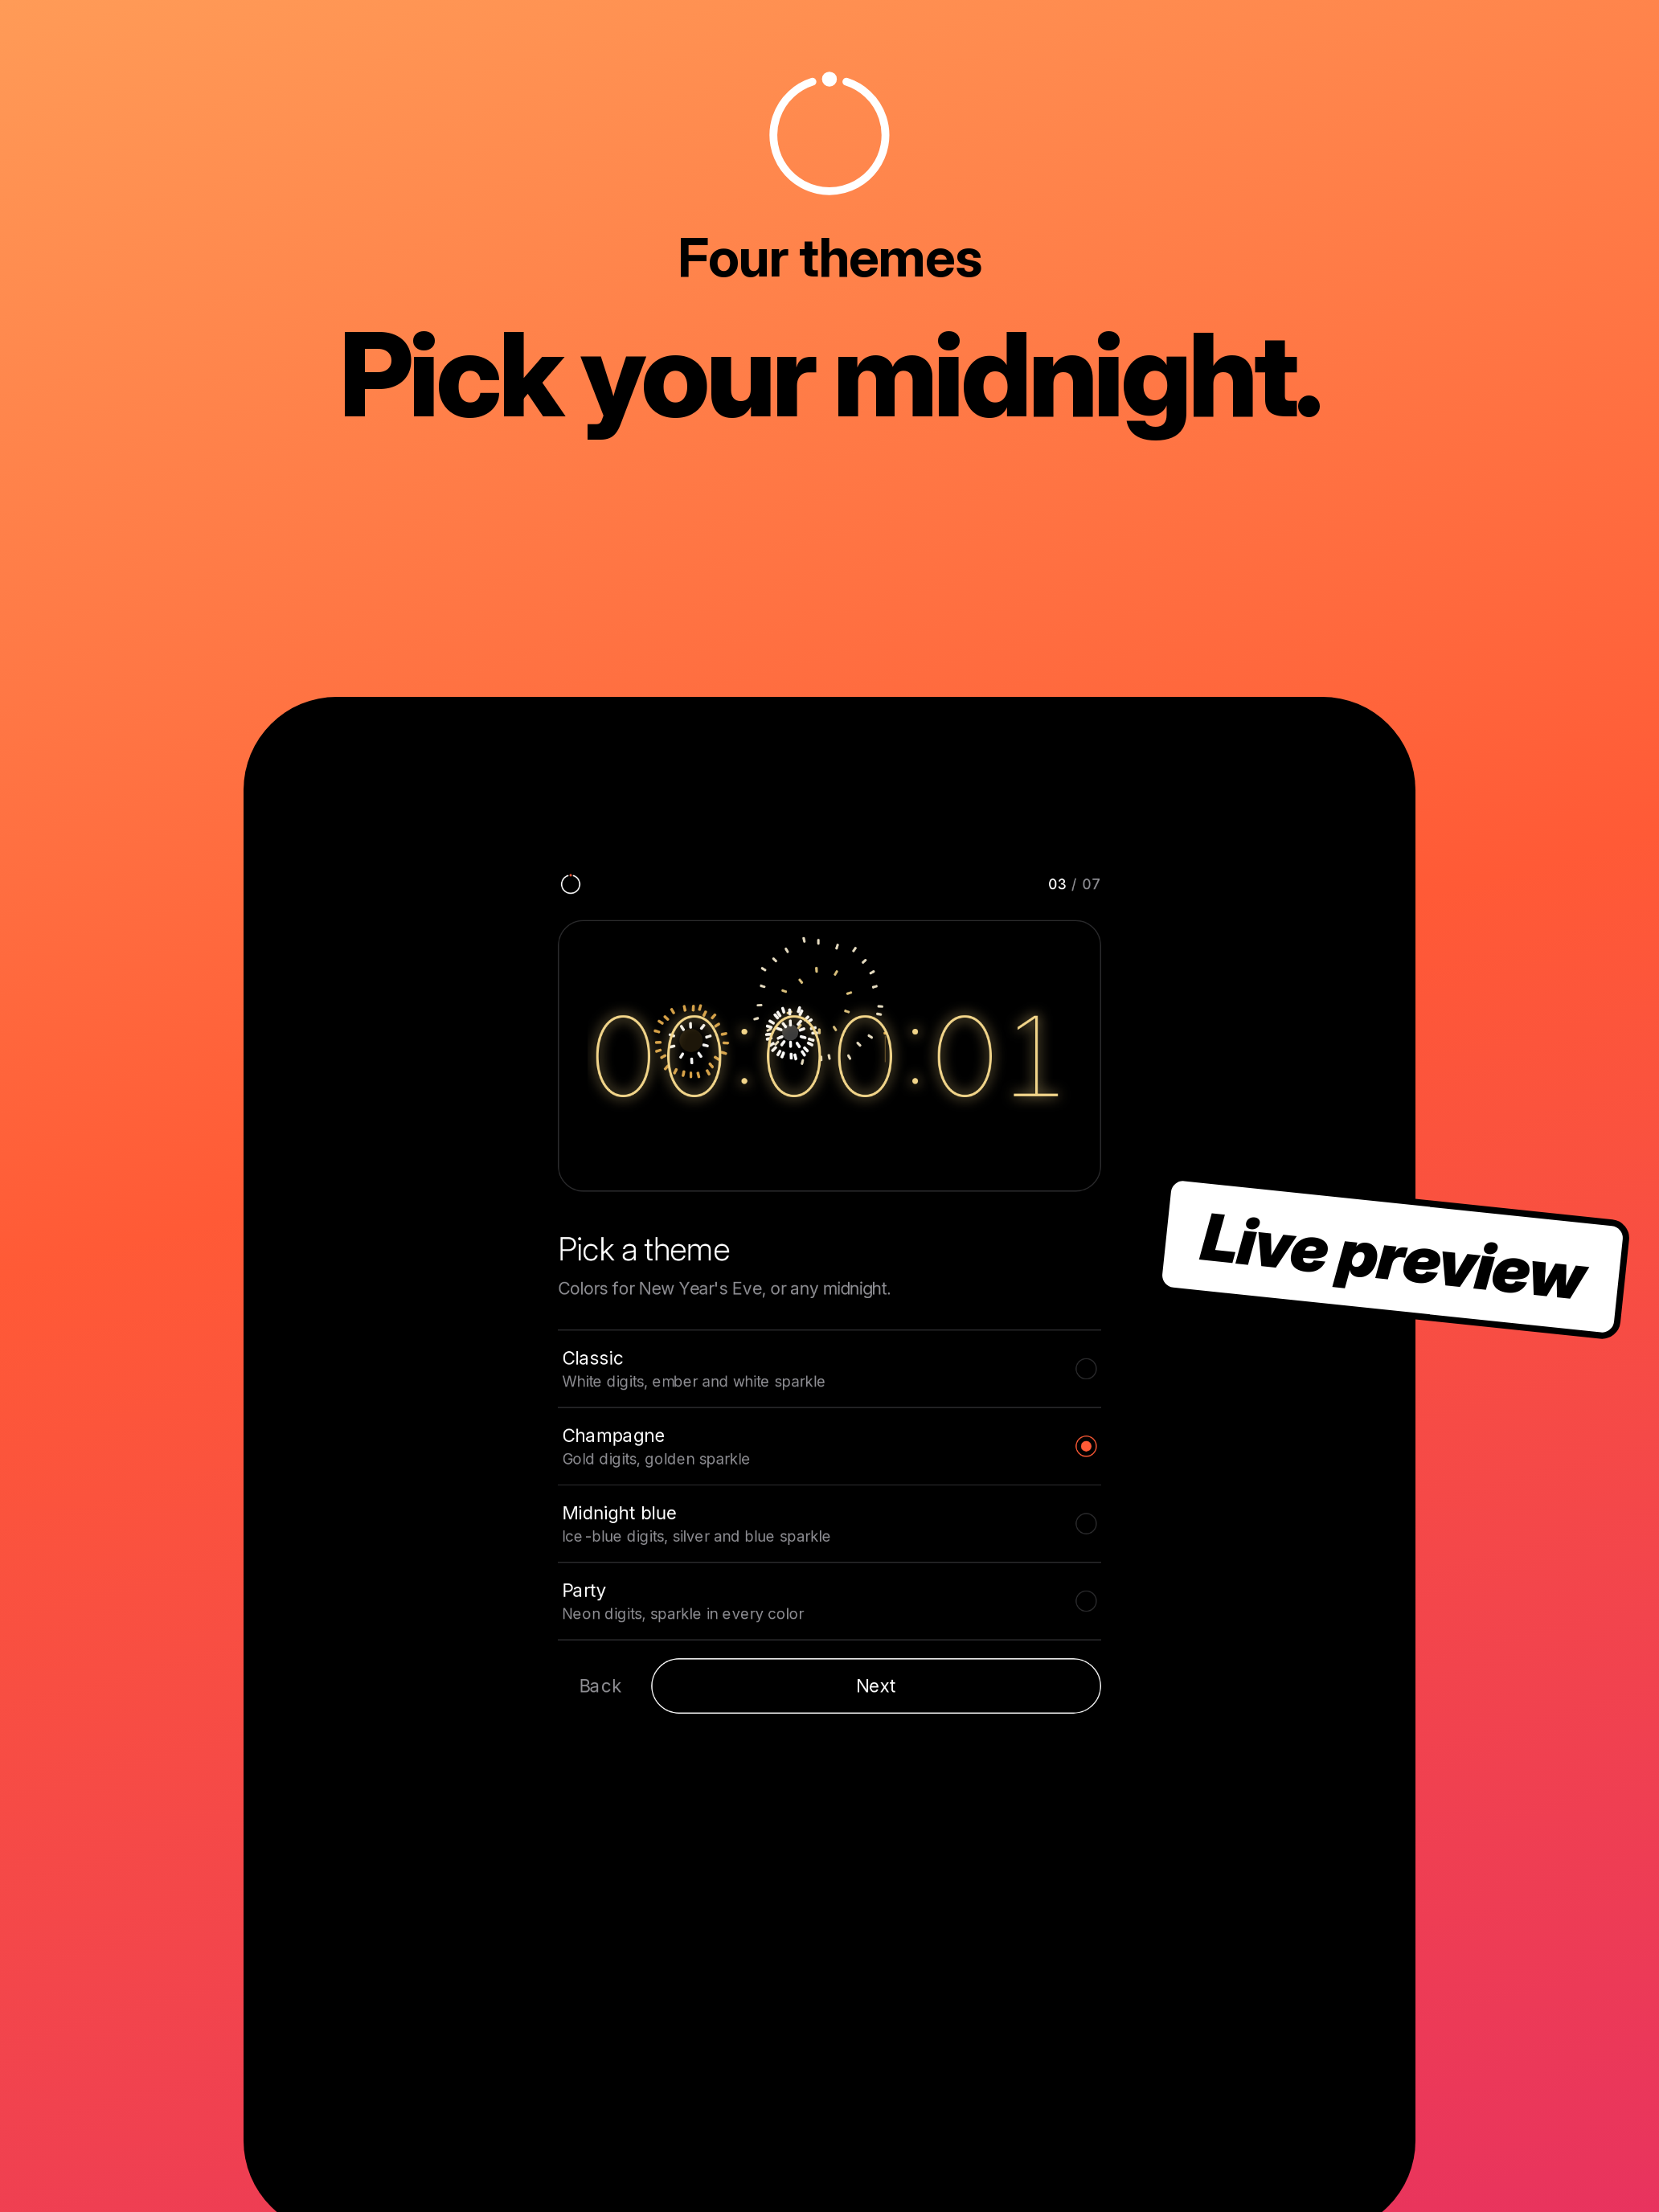 Four themes
Pick your midnight.
03 / 07
00:00:01
Pick a theme
Colors for New Year's Eve, or any midnight.
Live preview
Classic
White digits, ember and white sparkle
Champagne
Gold digits, golden sparkle
Midnight blue
Ice-blue digits, silver and blue sparkle
Party
Neon digits, sparkle in every color
Back
Next